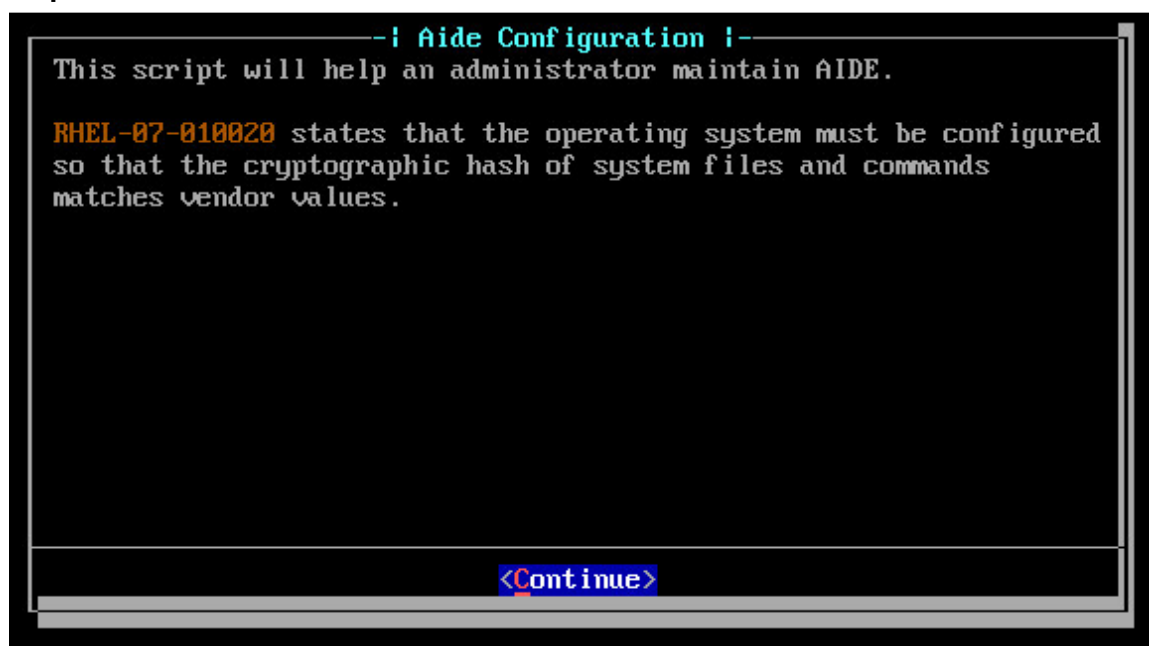 -| Aide Configuration |-
This script will help an administrator maintain AIDE.
RHEL-07-010020 states that the operating system must be configured
so that the cryptographic hash of system files and commands
matches vendor values.
<Continue>